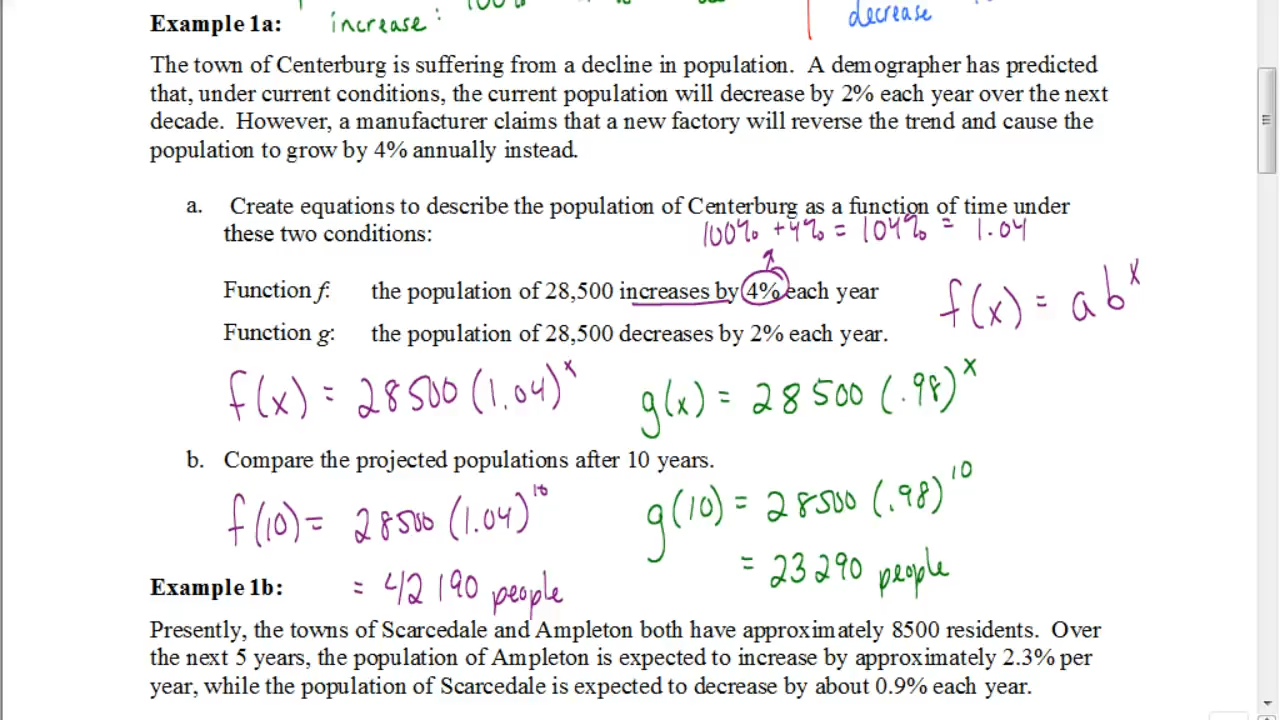 Example 1a: increase : decrease
The town of Centerburg is suffering from a decline in population. A demographer has predicted
that, under current conditions, the current population will decrease by 2% each year over the next
decade. However, a manufacturer claims that a new factory will reverse the trend and cause the
population to grow by 4% annually instead.
a. Create equations to describe the population of Centerburg as a function of time under
these two conditions:
100% + 4% = 104% = 1.04
Function f: the population of 28,500 increases by 4% each year
f(x) = ab^x
Function g: the population of 28,500 decreases by 2% each year.
f(x) = 28500 (1.04)^x g(x) = 28500 (.98)^x
b. Compare the projected populations after 10 years.
f(10) = 28500 (1.04)^10 g(10) = 28500 (.98)^10
= 42190 people = 23290 people
Example 1b:
Presently, the towns of Scarcedale and Ampleton both have approximately 8500 residents. Over
the next 5 years, the population of Ampleton is expected to increase by approximately 2.3% per
year, while the population of Scarcedale is expected to decrease by about 0.9% each year.